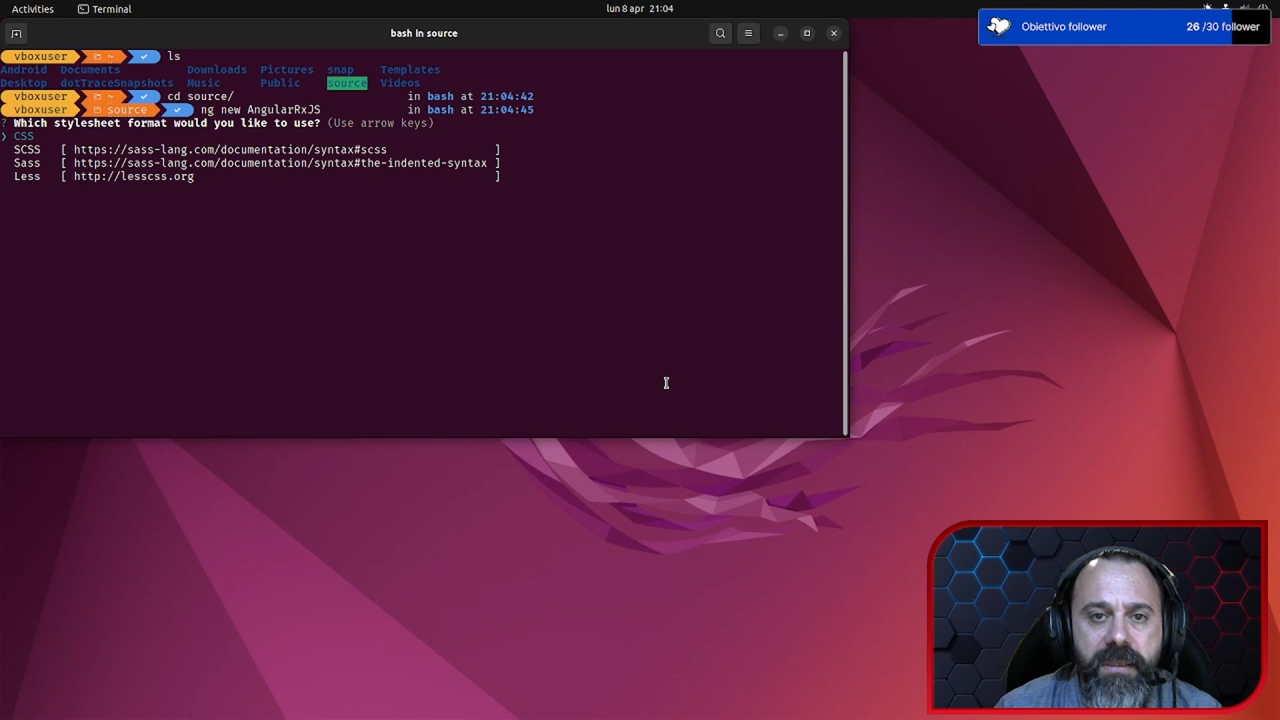 Activities Terminal lun 8 apr 21:04
bash in source
Obiettivo follower 26 /30 follower
vboxuser ~ ls
Android Documents Downloads Pictures snap Templates
Desktop dotTraceSnapshots Music Public source Videos
vboxuser ~ cd source/ in bash at 21:04:42
vboxuser source ng new AngularRxJS in bash at 21:04:45
? Which stylesheet format would you like to use? (Use arrow keys)
❯ CSS
SCSS [ https://sass-lang.com/documentation/syntax#scss ]
Sass [ https://sass-lang.com/documentation/syntax#the-indented-syntax ]
Less [ http://lesscss.org ]